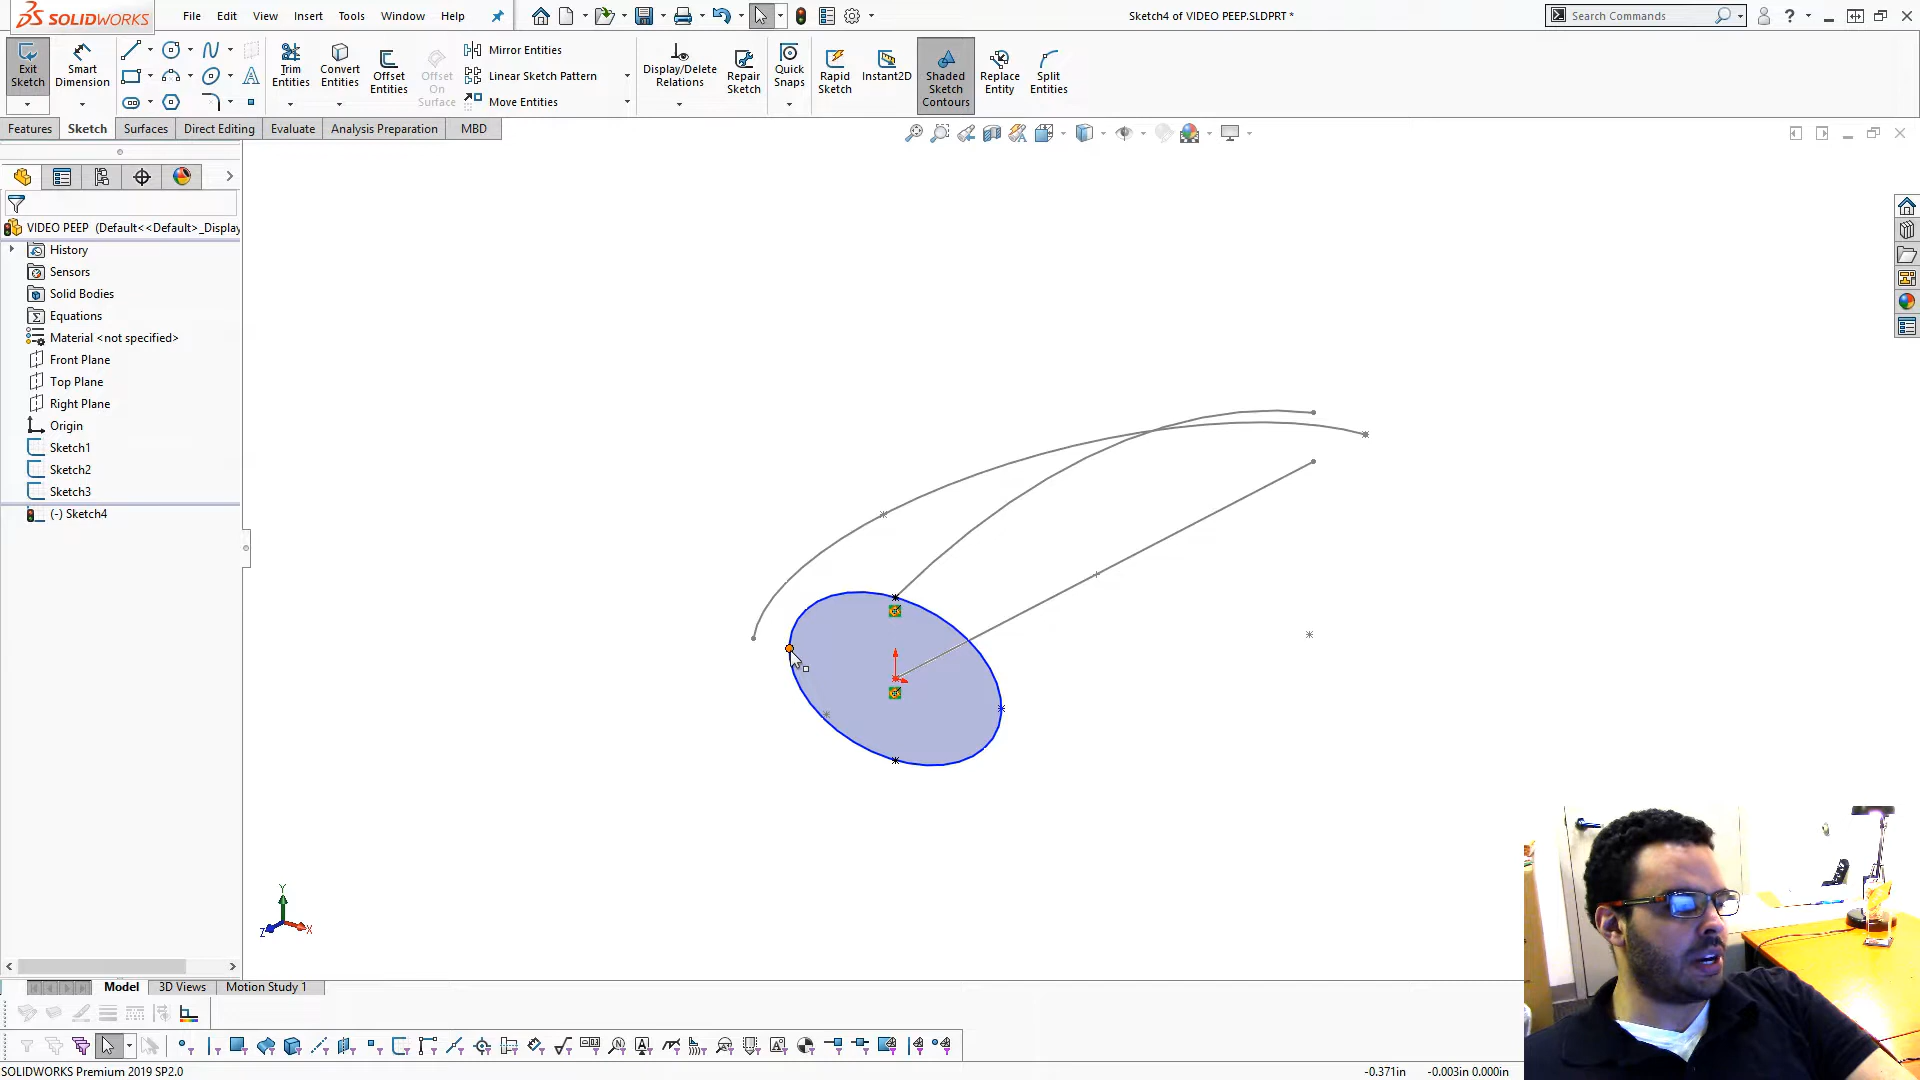 SOLIDWORKS
File Edit View Insert Tools Window Help
Sketch4 of VIDEO PEEP.SLDPRT *
Search Commands
Exit Sketch
Smart Dimension
Trim Entities
Convert Entities
Offset Entities
Offset On Surface
Mirror Entities
Linear Sketch Pattern
Move Entities
Display/Delete Relations
Repair Sketch
Quick Snaps
Rapid Sketch
Instant2D
Shaded Sketch Contours
Replace Entity
Split Entities
Features Sketch Surfaces Direct Editing Evaluate Analysis Preparation MBD
VIDEO PEEP (Default<<Default>_Display
History
Sensors
Solid Bodies
Equations
Material <not specified>
Front Plane
Top Plane
Right Plane
Origin
Sketch1
Sketch2
Sketch3
(-) Sketch4
Y
Z
X
Model 3D Views Motion Study 1
SOLIDWORKS Premium 2019 SP2.0
-0.371in -0.003in 0.000in